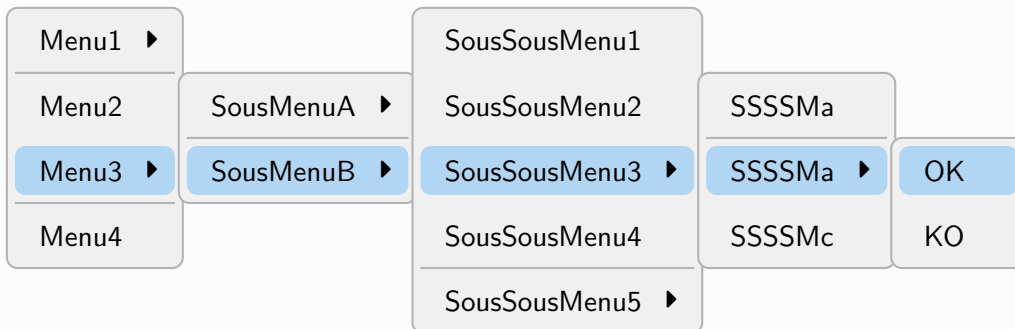 Menu1
Menu2
Menu3
Menu4
SousMenuA
SousMenuB
SousSousMenu1
SousSousMenu2
SousSousMenu3
SousSousMenu4
SousSousMenu5
SSSSMa
SSSSMa
SSSSMc
OK
KO